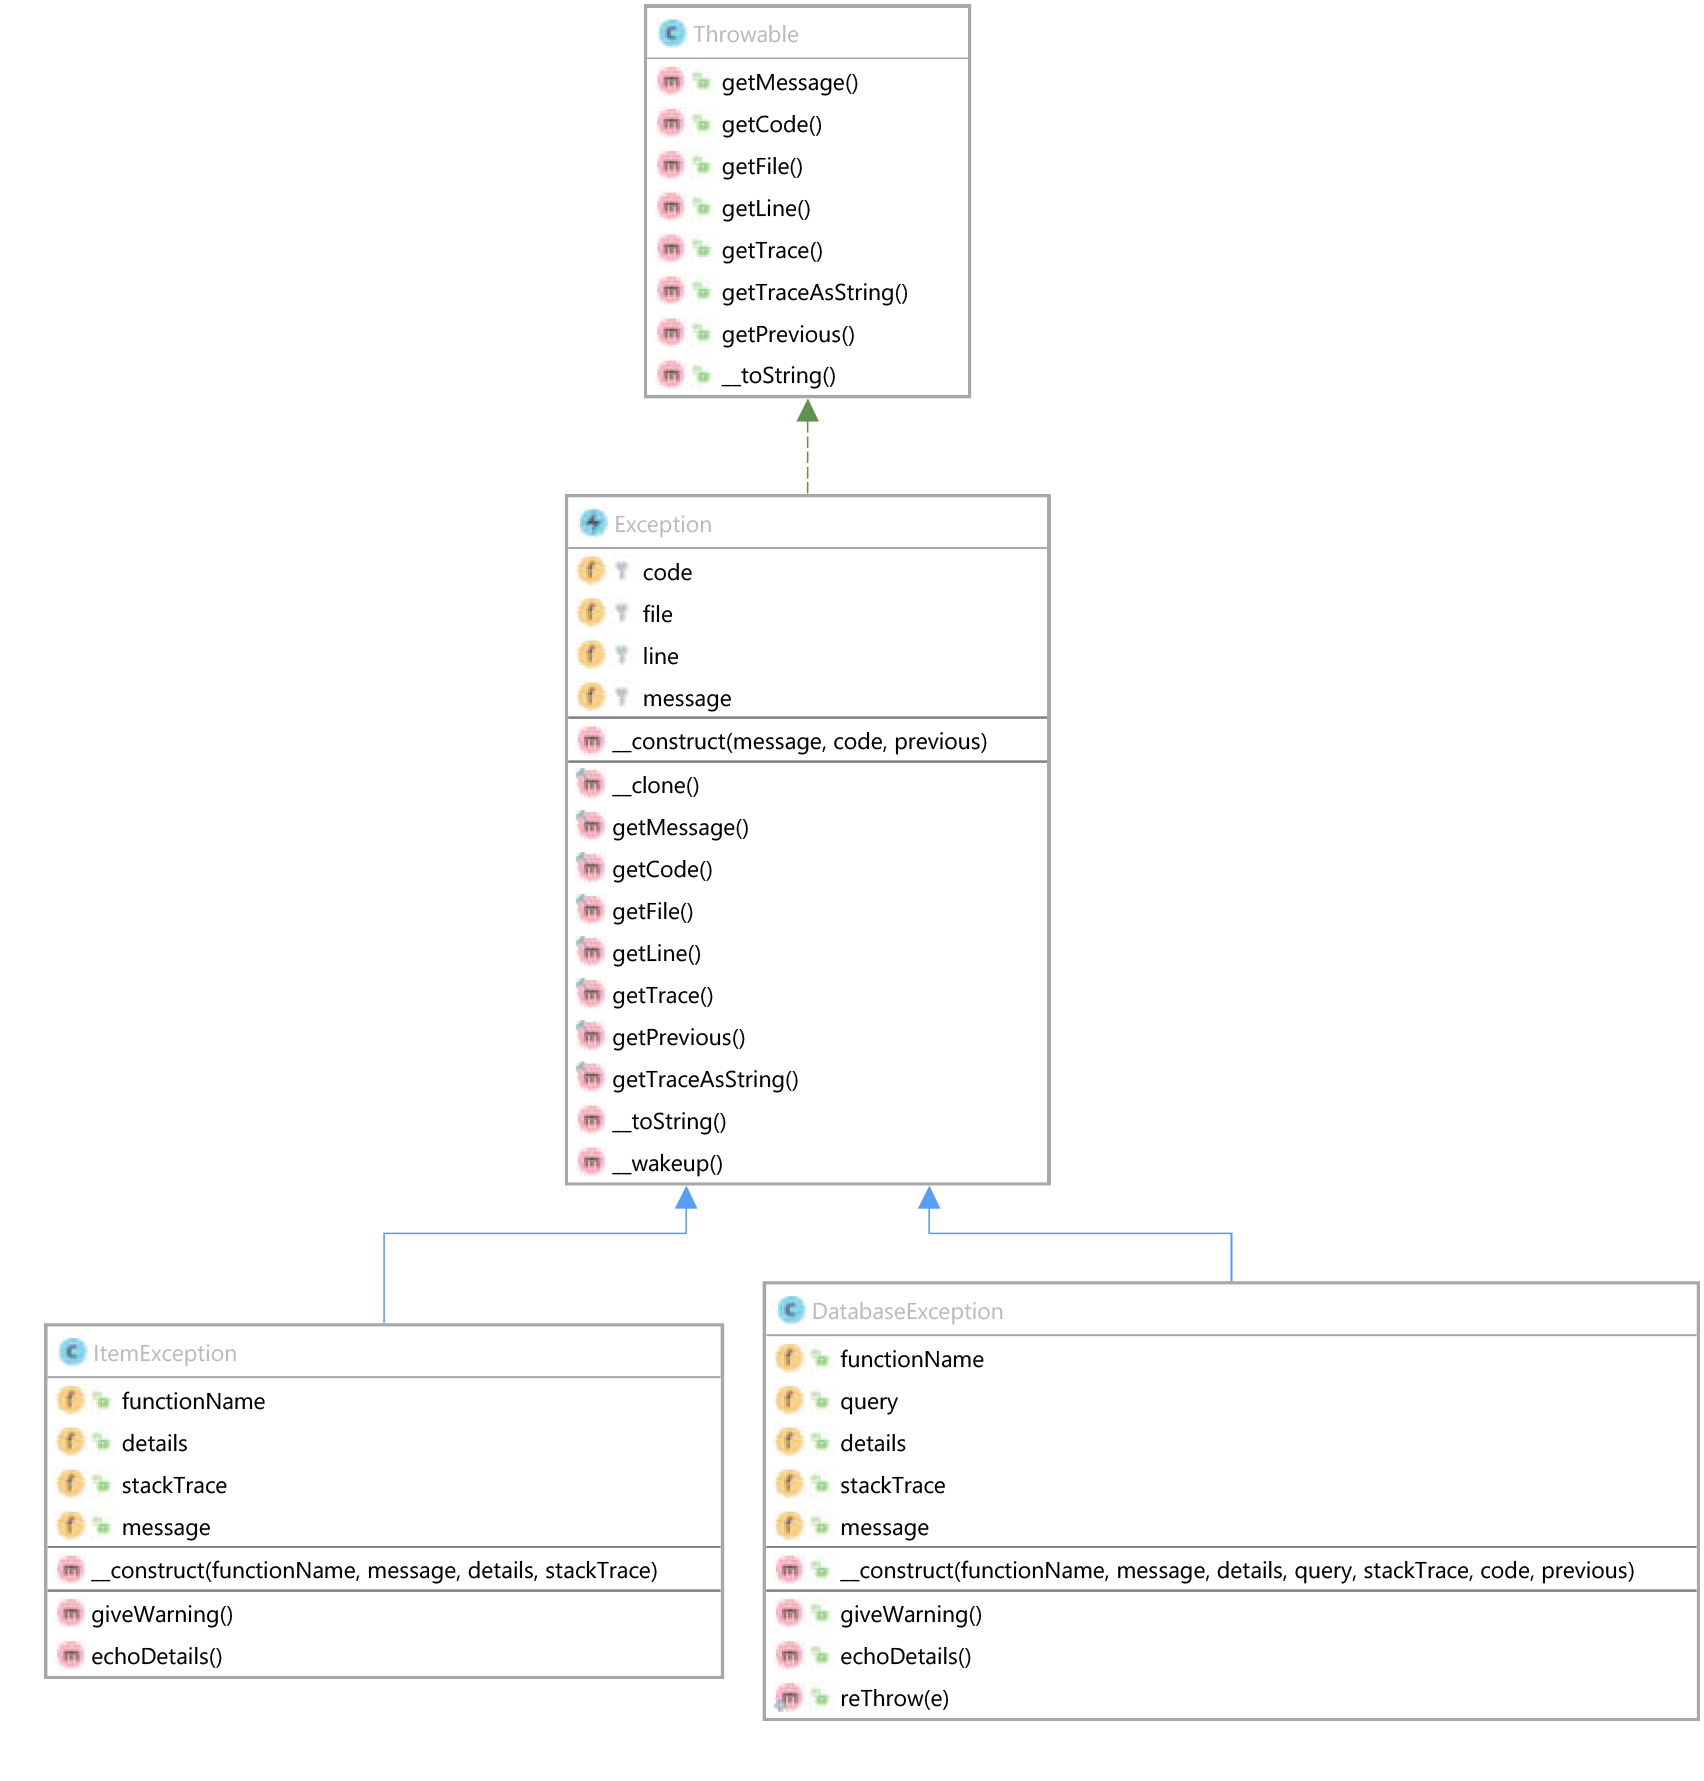 Throwable
getMessage()
getCode()
getFile()
getLine()
getTrace()
getTraceAsString()
getPrevious()
__toString()
Exception
code
file
line
message
__construct(message, code, previous)
__clone()
getMessage()
getCode()
getFile()
getLine()
getTrace()
getPrevious()
getTraceAsString()
__toString()
__wakeup()
ItemException
functionName
details
stackTrace
message
__construct(functionName, message, details, stackTrace)
giveWarning()
echoDetails()
DatabaseException
functionName
query
details
stackTrace
message
__construct(functionName, message, details, query, stackTrace, code, previous)
giveWarning()
echoDetails()
reThrow(e)